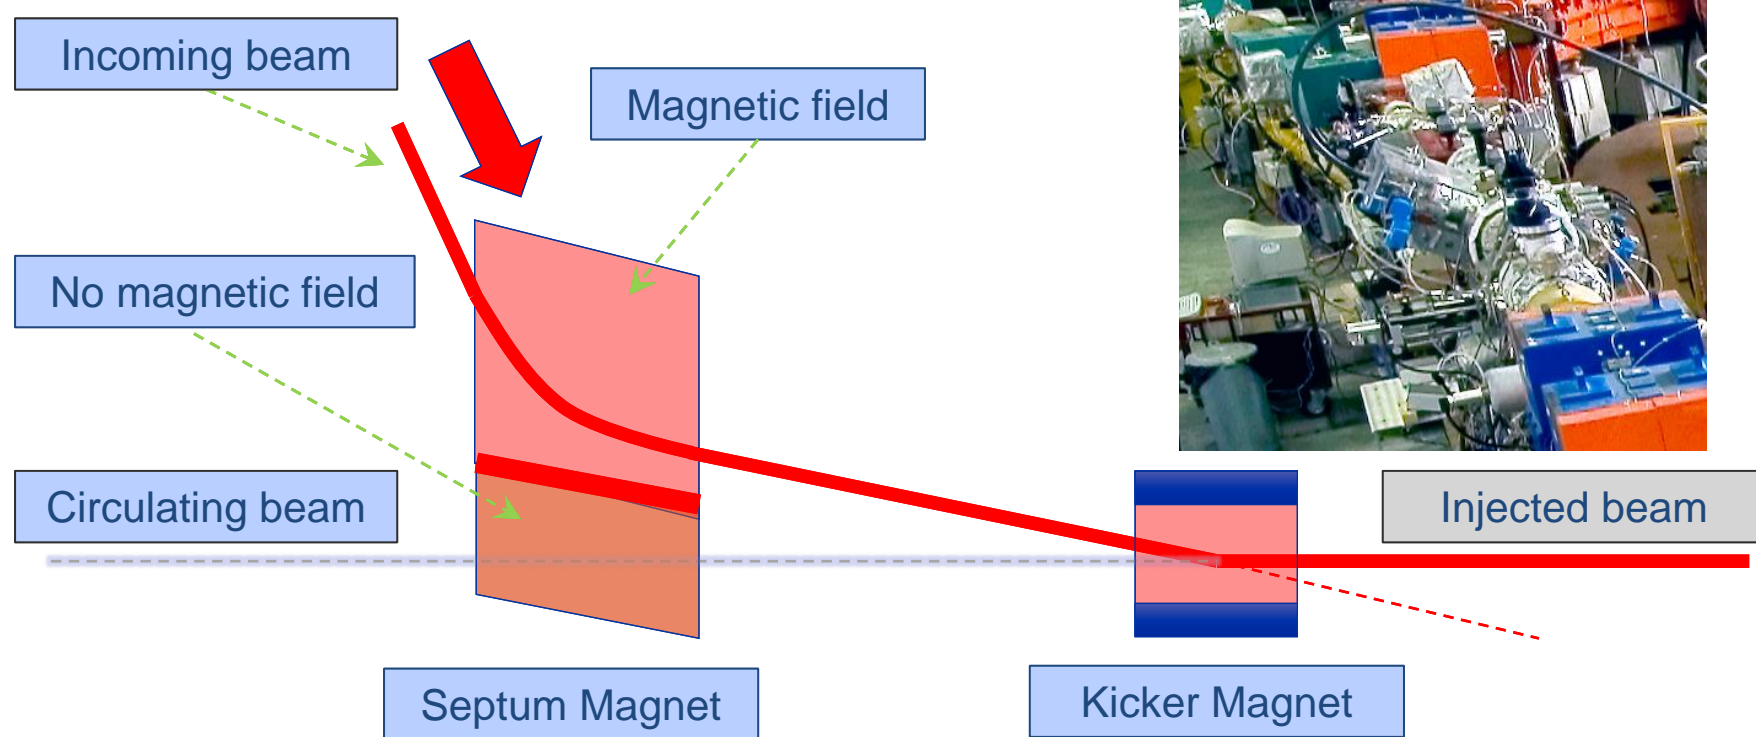 Incoming beam
Magnetic field
No magnetic field
Circulating beam
Injected beam
Septum Magnet
Kicker Magnet